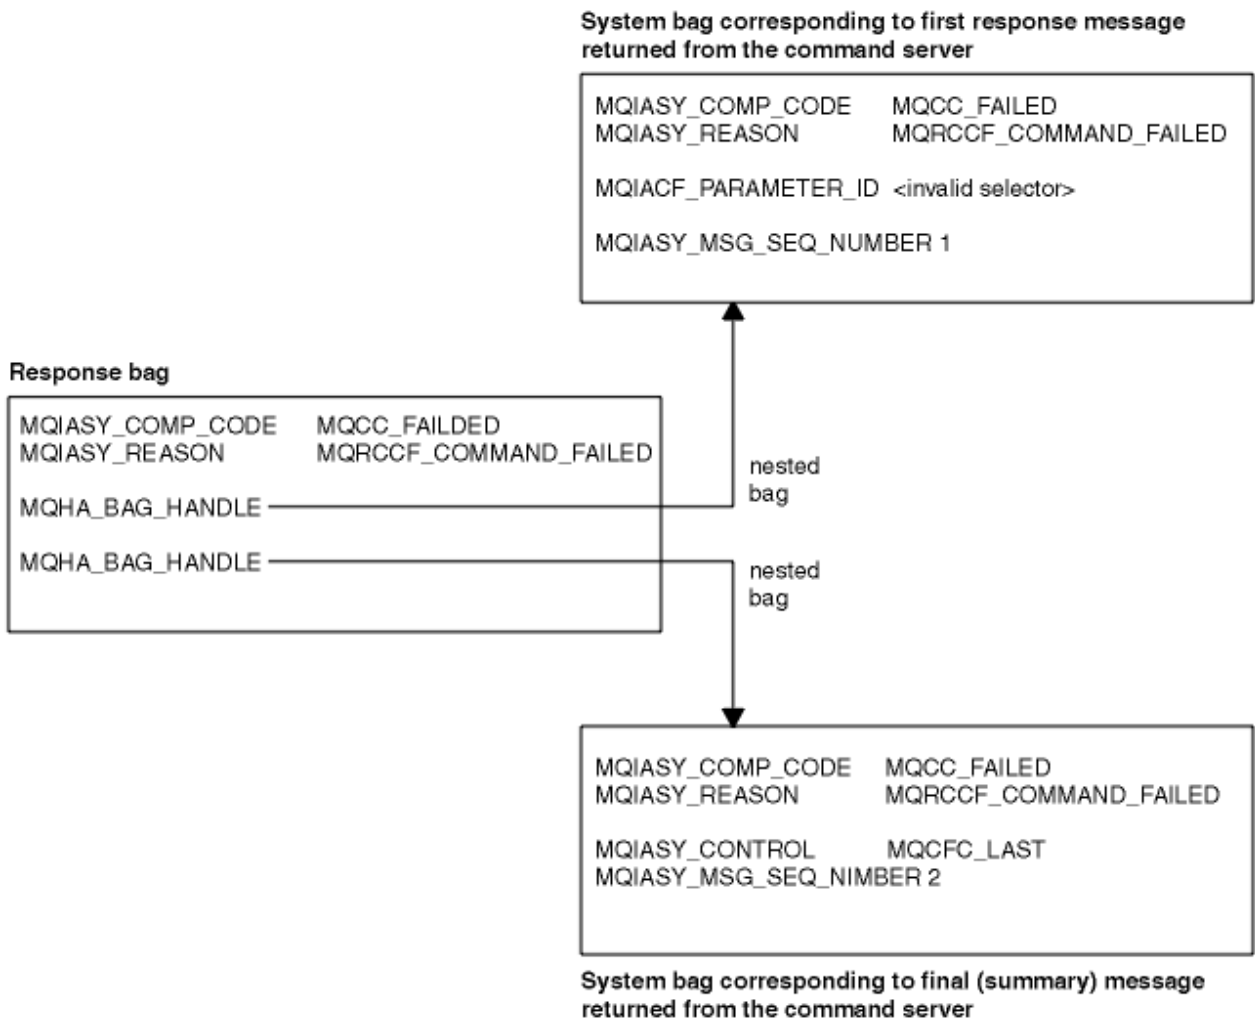 System bag corresponding to first response message
returned from the command server
MQIASY_COMP_CODE MQCC_FAILED
MQIASY_REASON MQRCCF_COMMAND_FAILED
MQIACF_PARAMETER_ID <invalid selector>
MQIASY_MSG_SEQ_NUMBER 1
Response bag
MQIASY_COMP_CODE MQCC_FAILDED
MQIASY_REASON MQRCCF_COMMAND_FAILED
MQHA_BAG_HANDLE
nested
bag
MQHA_BAG_HANDLE
nested
bag
MQIASY_COMP_CODE MQCC_FAILED
MQIASY_REASON MQRCCF_COMMAND_FAILED
MQIASY_CONTROL MQCFC_LAST
MQIASY_MSG_SEQ_NIMBER 2
System bag corresponding to final (summary) message
returned from the command server